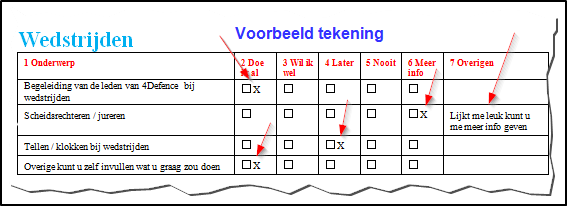 Voorbeeld tekening
Wedstrijden
1 Onderwerp 2 Doe al 3 Wil ik wel 4 Later 5 Nooit 6 Meer info 7 Overigen
Begeleiding van de leden van 4Defence bij wedstrijden ☐X ☐ ☐ ☐ ☐
Scheidsrechteren / jureren ☐ ☐ ☐ ☐ ☐X Lijkt me leuk kunt u me meer info geven
Tellen / klokken bij wedstrijden ☐ ☐ ☐X ☐ ☐
Overige kunt u zelf invullen wat u graag zou doen ☐X ☐ ☐ ☐ ☐